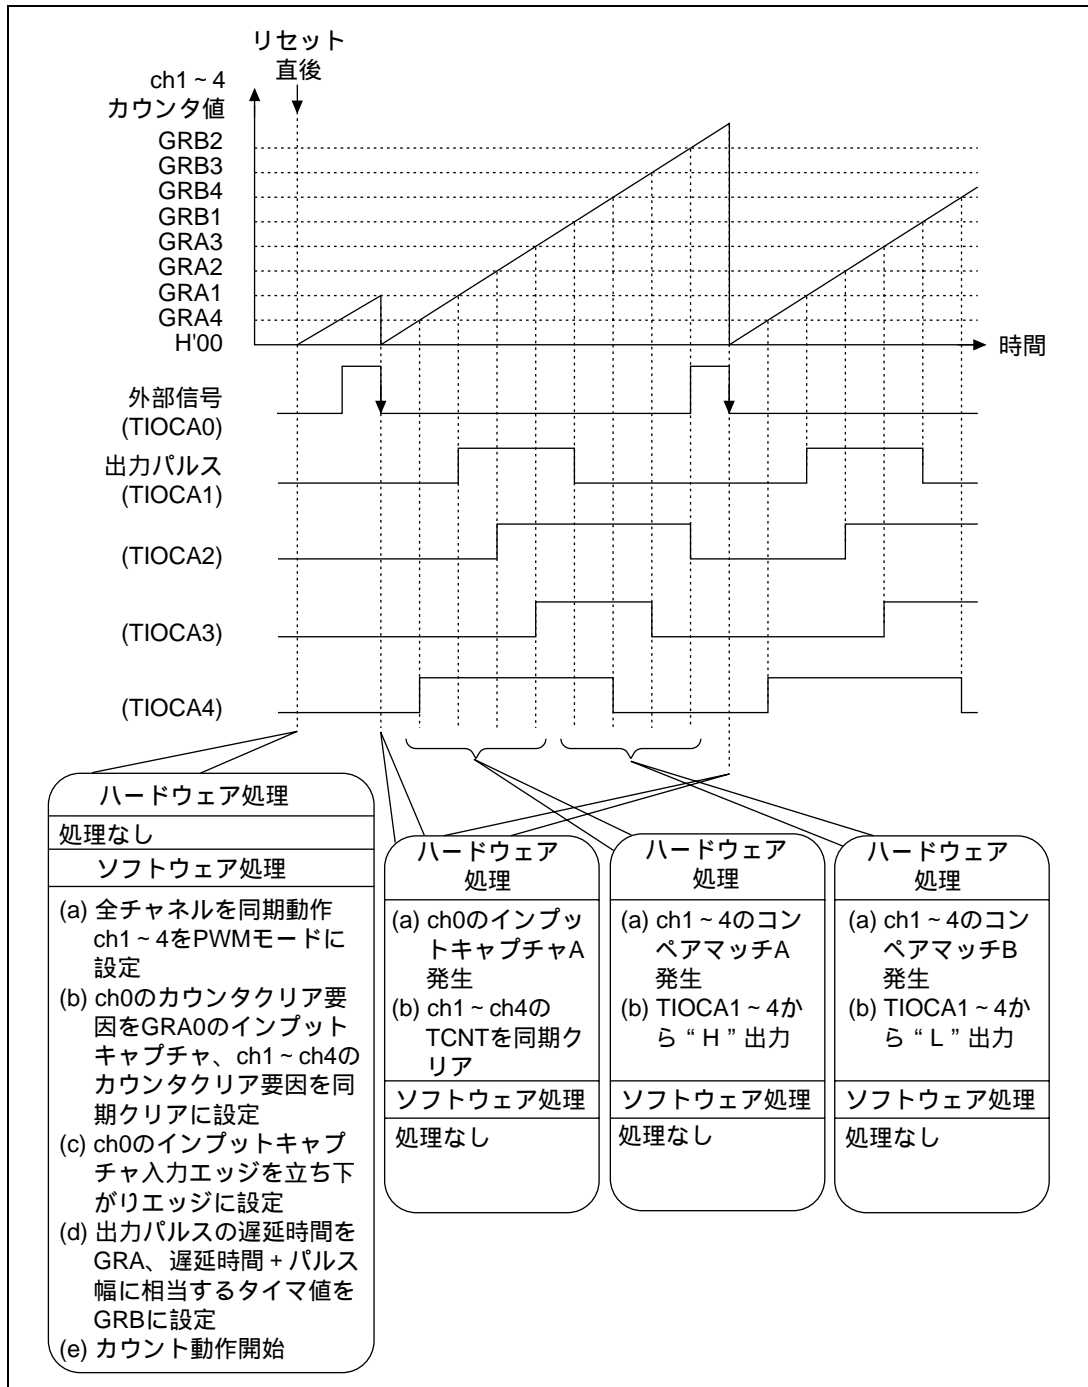 リセット
直後
ch1 ~ 4
カウンタ値
GRB2
GRB3
GRB4
GRB1
GRA3
GRA2
GRA1
GRA4
H'00
時間
外部信号
(TIOCA0)
出力パルス
(TIOCA1)
(TIOCA2)
(TIOCA3)
(TIOCA4)
ハードウェア処理
処理なし
ソフトウェア処理
(a) 全チャネルを同期動作
ch1 ~ 4をPWMモードに
設定
(b) ch0のカウンタクリア要
因をGRA0のインプット
キャプチャ、ch1 ~ ch4の
カウンタクリア要因を同
期クリアに設定
(c) ch0のインプットキャプ
チャ入力エッジを立ち下
がりエッジに設定
(d) 出力パルスの遅延時間を
GRA、遅延時間 + パルス
幅に相当するタイマ値を
GRBに設定
(e) カウント動作開始
ハードウェア
処理
(a) ch0のインプッ
トキャプチャA
発生
(b) ch1 ~ ch4の
TCNTを同期ク
リア
ソフトウェア処理
処理なし
ハードウェア
処理
(a) ch1 ~ 4のコン
ペアマッチA
発生
(b) TIOCA1 ~ 4か
ら “ H ” 出力
ソフトウェア処理
処理なし
ハードウェア
処理
(a) ch1 ~ 4のコン
ペアマッチB
発生
(b) TIOCA1 ~ 4か
ら “ L ” 出力
ソフトウェア処理
処理なし